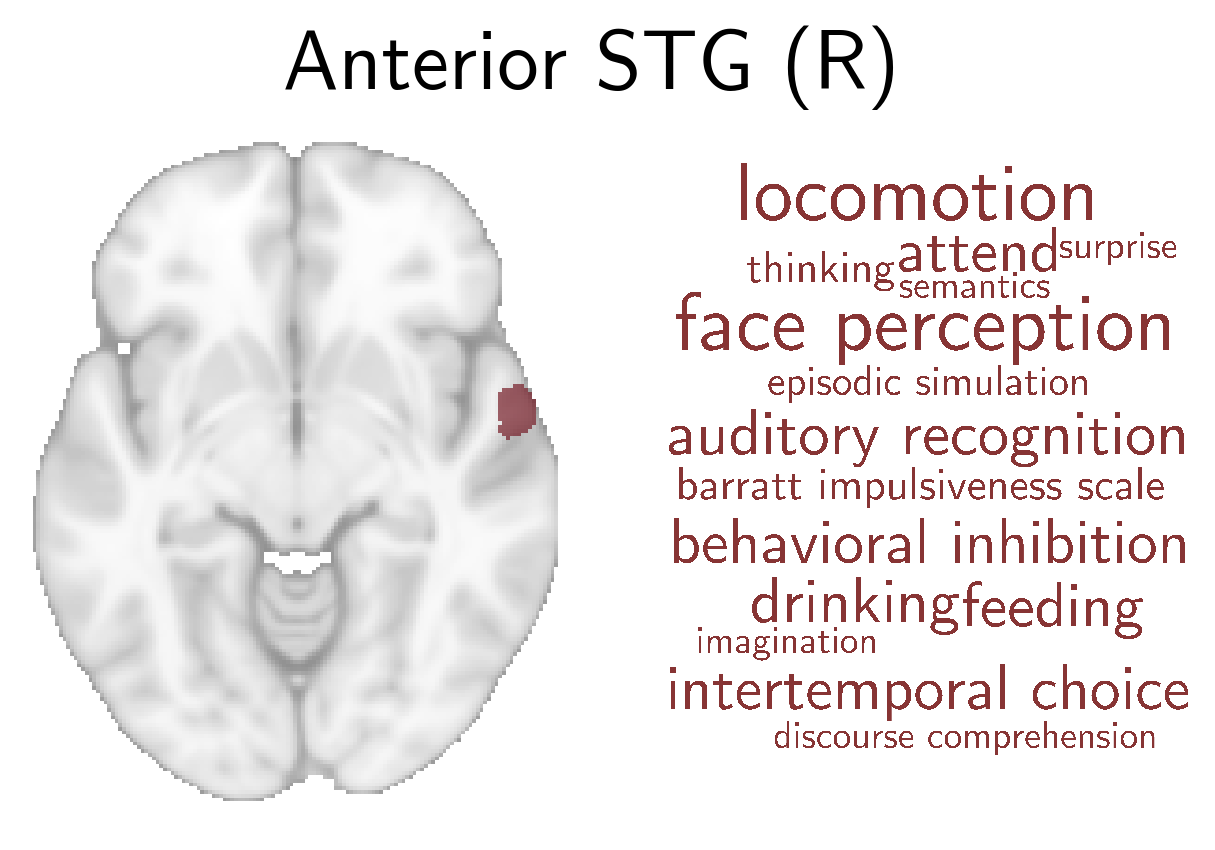 Anterior STG (R)
locomotion
thinking attend surprise
semantics
face perception
episodic simulation
auditory recognition
barratt impulsiveness scale
behavioral inhibition
drinking feeding
imagination
intertemporal choice
discourse comprehension